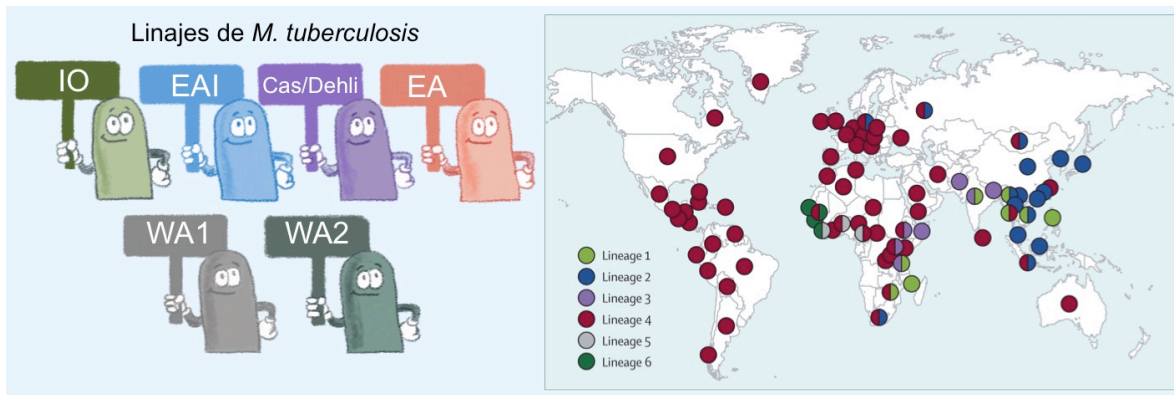 Linajes de M. tuberculosis
IO
EAI
Cas/Dehli
EA
WA1
WA2
Lineage 1
Lineage 2
Lineage 3
Lineage 4
Lineage 5
Lineage 6